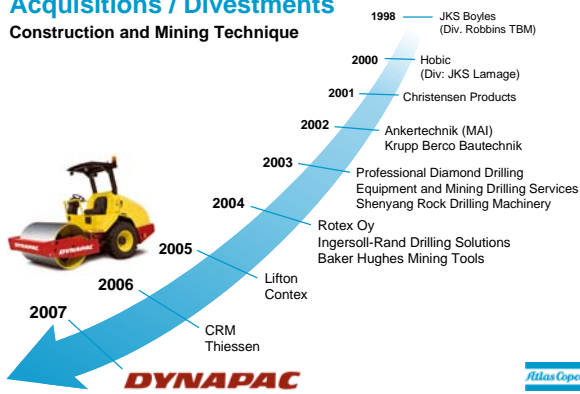 Acquisitions / Divestments
Construction and Mining Technique
1998 JKS Boyles
(Div. Robbins TBM)
2000 Hobic
(Div: JKS Lamage)
2001 Christensen Products
2002 Ankertechnik (MAI)
Krupp Berco Bautechnik
2003 Professional Diamond Drilling
Equipment and Mining Drilling Services
Shenyang Rock Drilling Machinery
2004 Rotex Oy
Ingersoll-Rand Drilling Solutions
Baker Hughes Mining Tools
2005 Lifton
Contex
2006 CRM
Thiessen
2007 DYNAPAC
DYNAPAC
Atlas Copco